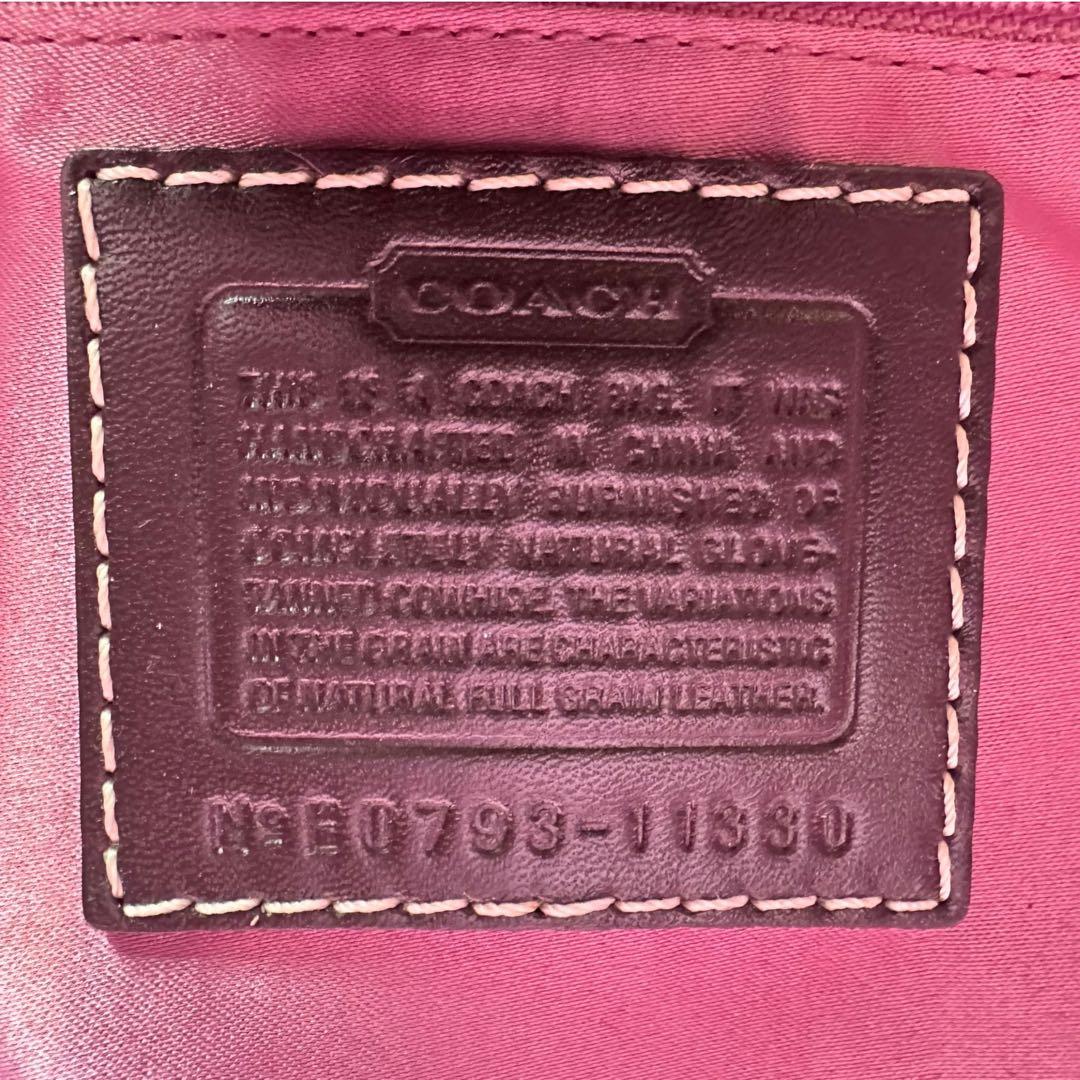 COACH
THIS IS A COACH BAG. IT WAS
HANDCRAFTED IN CHINA AND
INDIVIDUALLY BURNISHED OF
COMPLETELY NATURAL GLOVE-
TANNED COWHIDE. THE VARIATIONS
IN THE GRAIN ARE CHARACTERISTIC
OF NATURAL FULL GRAIN LEATHER.
Nº E0793-11330